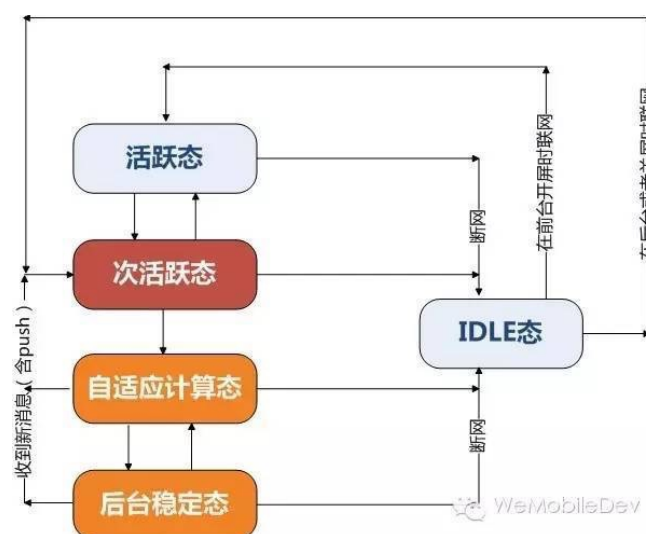 活跃态
次活跃态
自适应计算态
后台稳定态
IDLE态
断网
断网
在前台开屏时联网
收到新消息（含push）
WeMobileDev